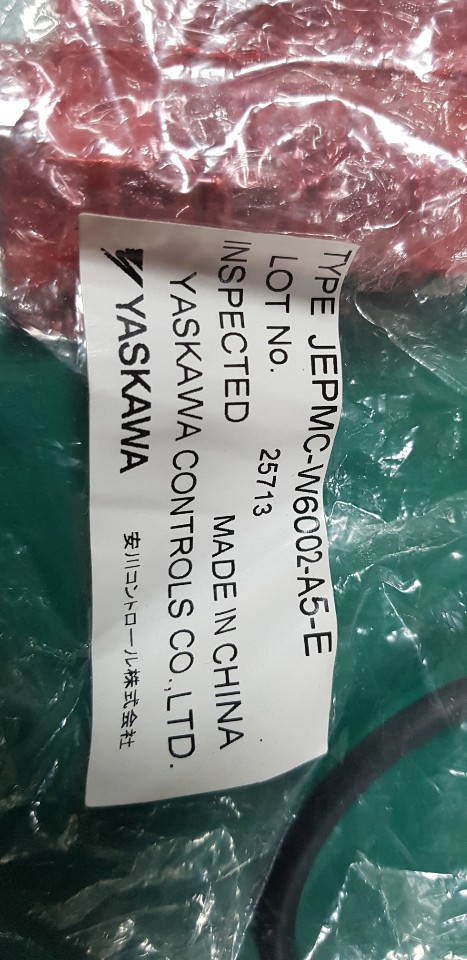 TYPE JEPMC-W6002-A5-E
LOT No. 25713
INSPECTED MADE IN CHINA
YASKAWA CONTROLS CO.,LTD.
YASKAWA 安川コントロール株式会社